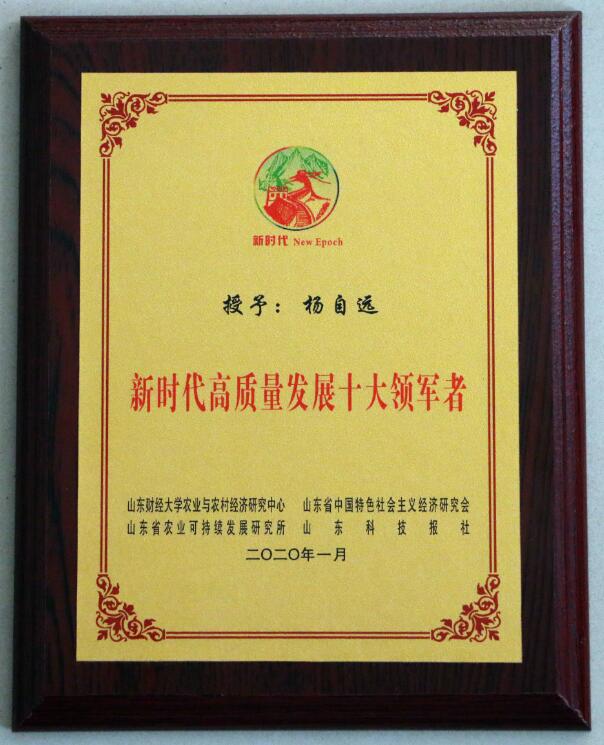 新时代 New Epoch
授予：杨自远
新时代高质量发展十大领军者
山东财经大学农业与农村经济研究中心 山东省中国特色社会主义经济研究会
山东省农业可持续发展研究所 山东科技报社
二〇二〇年一月